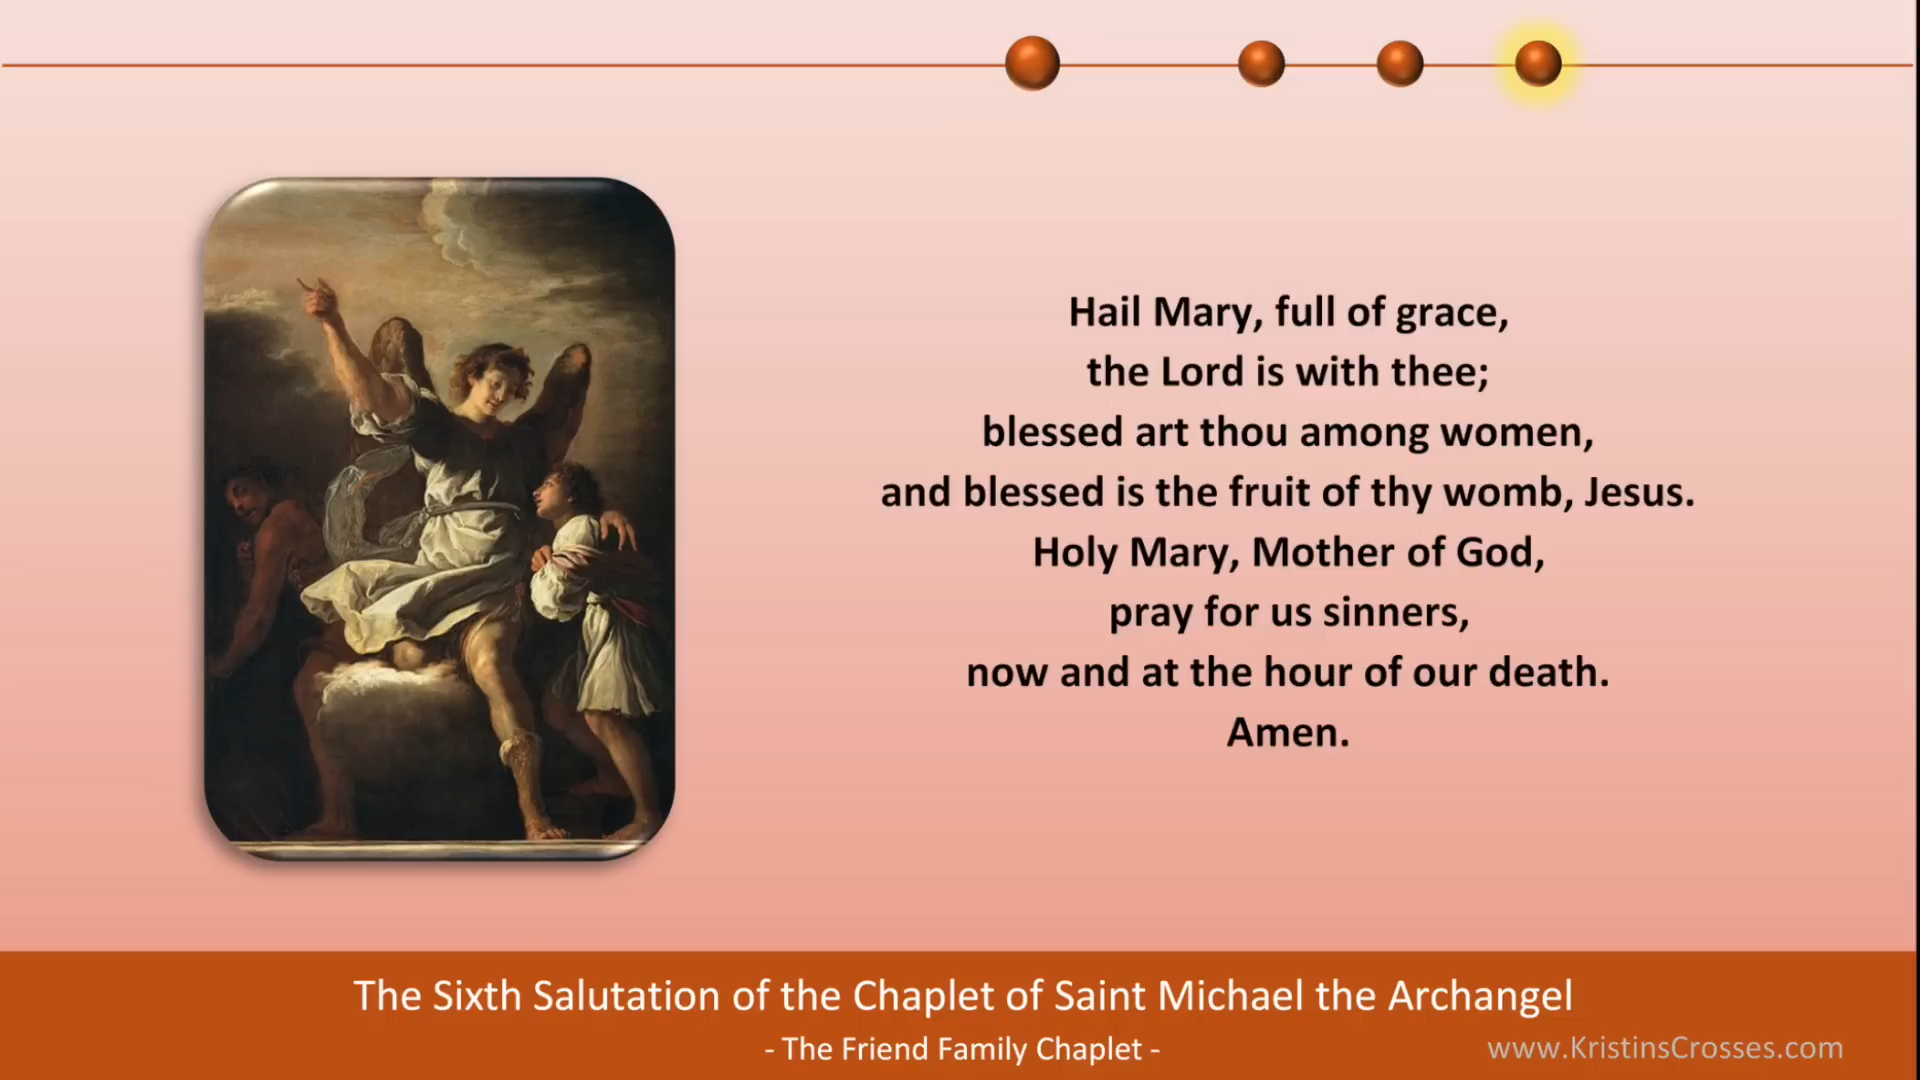 Hail Mary, full of grace,
the Lord is with thee;
blessed art thou among women,
and blessed is the fruit of thy womb, Jesus.
Holy Mary, Mother of God,
pray for us sinners,
now and at the hour of our death.
Amen.
The Sixth Salutation of the Chaplet of Saint Michael the Archangel
- The Friend Family Chaplet -
www.KristinsCrosses.com